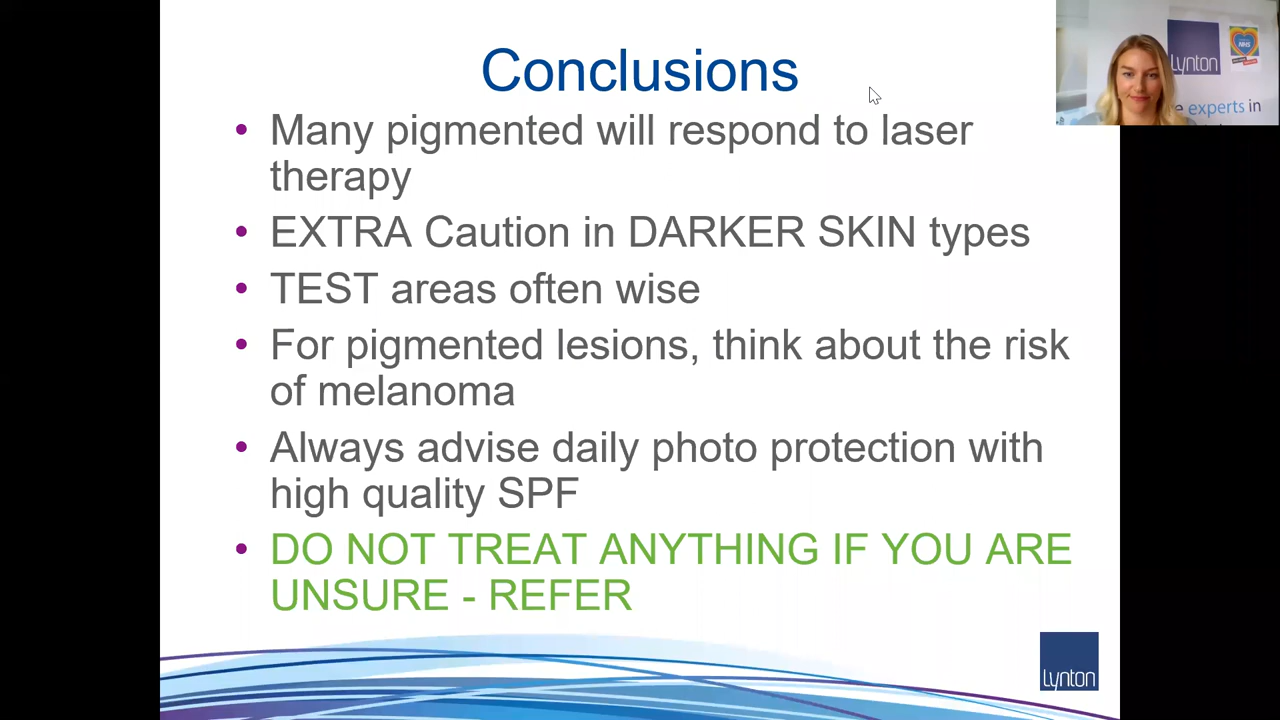 Conclusions
• Many pigmented will respond to laser
therapy
• EXTRA Caution in DARKER SKIN types
• TEST areas often wise
• For pigmented lesions, think about the risk
of melanoma
• Always advise daily photo protection with
high quality SPF
• DO NOT TREAT ANYTHING IF YOU ARE
UNSURE - REFER
Lynton
Lynton
NHS
experts in